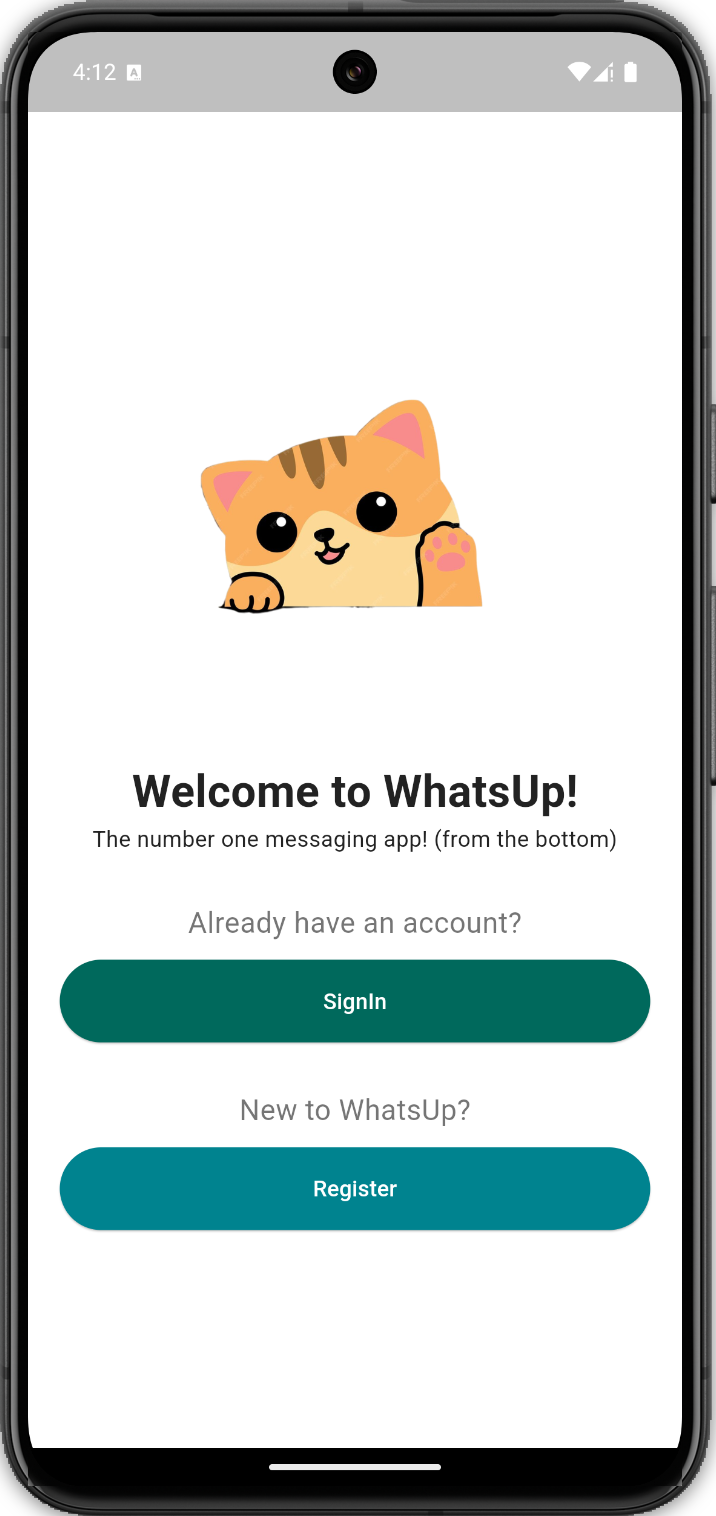 4:12
Welcome to WhatsUp!
The number one messaging app! (from the bottom)
Already have an account?
SignIn
New to WhatsUp?
Register